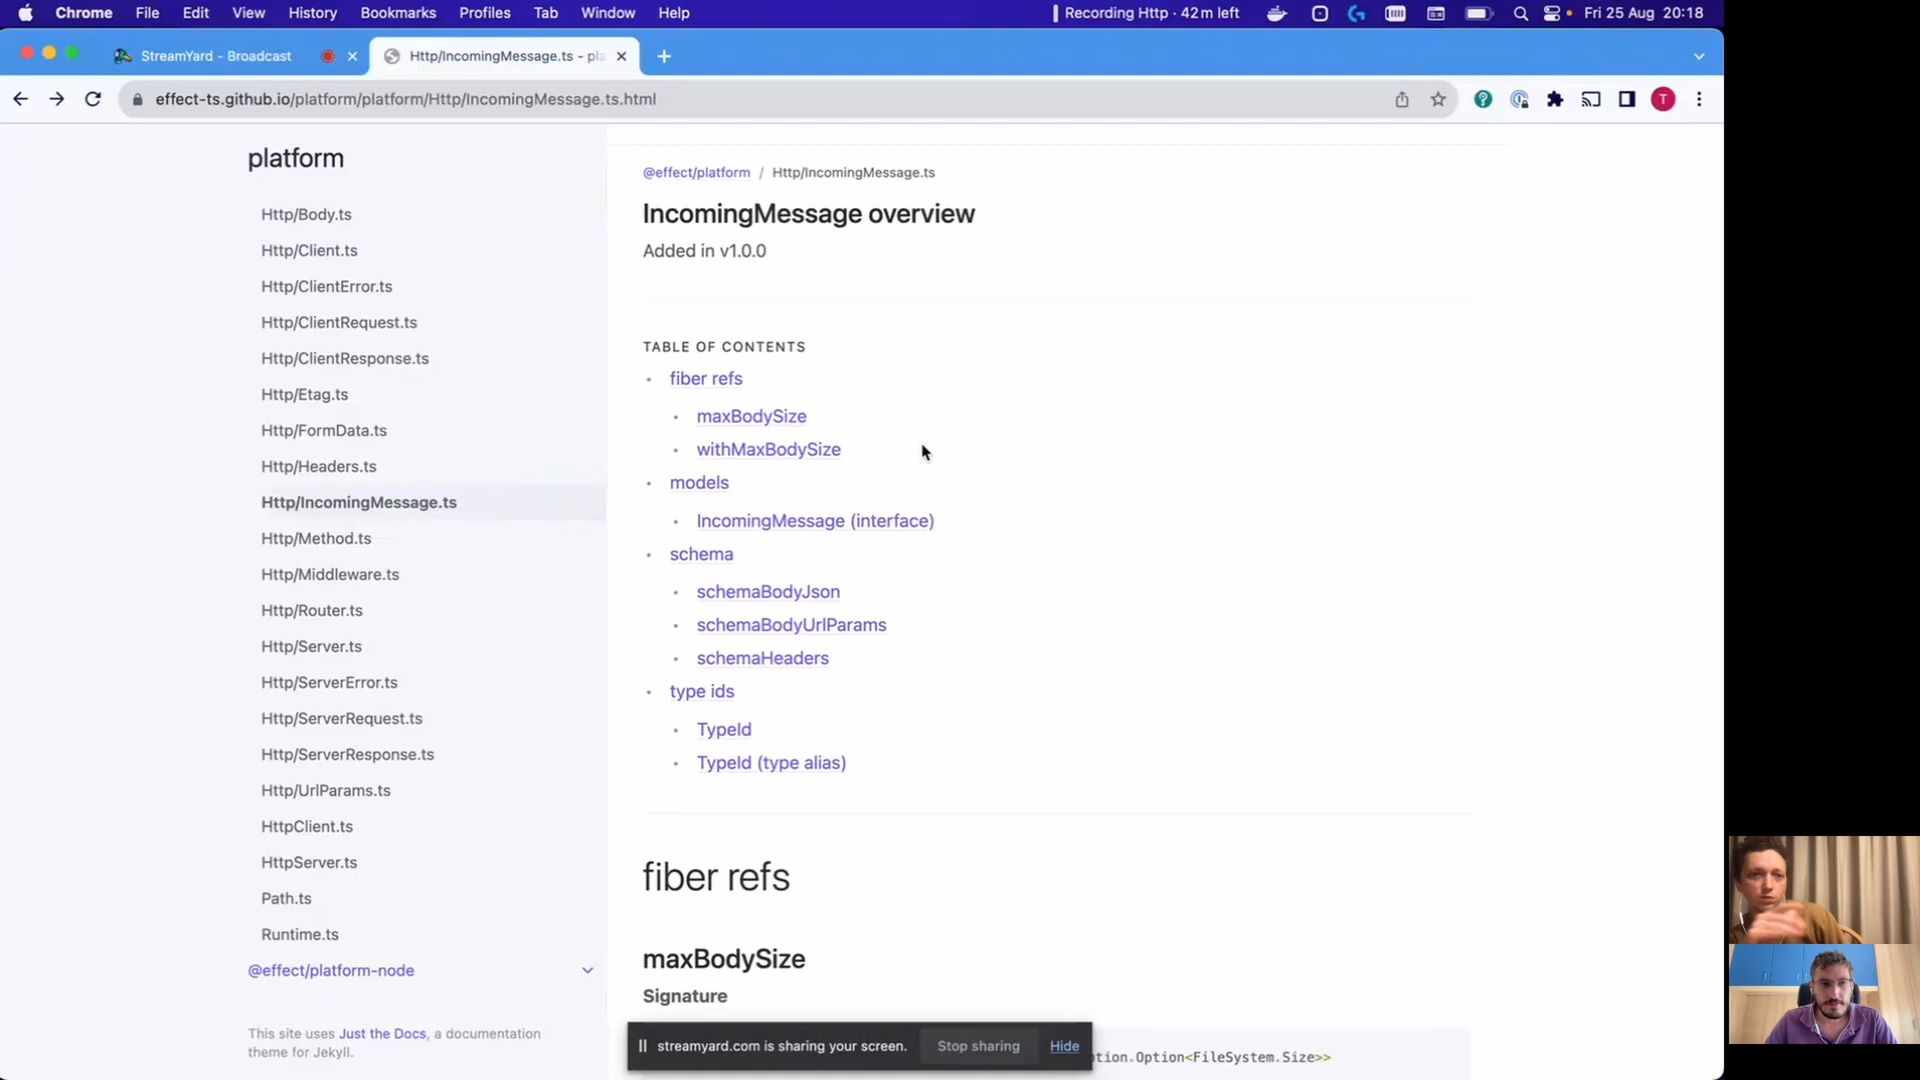 Chrome File Edit View History Bookmarks Profiles Tab Window Help Recording Http · 42 m left Fri 25 Aug 20:18
StreamYard - Broadcast Http/IncomingMessage.ts - pla
effect-ts.github.io/platform/platform/Http/IncomingMessage.ts.html T
platform
Http/Body.ts
Http/Client.ts
Http/ClientError.ts
Http/ClientRequest.ts
Http/ClientResponse.ts
Http/Etag.ts
Http/FormData.ts
Http/Headers.ts
Http/IncomingMessage.ts
Http/Method.ts
Http/Middleware.ts
Http/Router.ts
Http/Server.ts
Http/ServerError.ts
Http/ServerRequest.ts
Http/ServerResponse.ts
Http/UrlParams.ts
HttpClient.ts
HttpServer.ts
Path.ts
Runtime.ts
@effect/platform-node
This site uses Just the Docs, a documentation
theme for Jekyll.
@effect/platform / Http/IncomingMessage.ts
IncomingMessage overview
Added in v1.0.0
TABLE OF CONTENTS
fiber refs
maxBodySize
withMaxBodySize
models
IncomingMessage (interface)
schema
schemaBodyJson
schemaBodyUrlParams
schemaHeaders
type ids
TypeId
TypeId (type alias)
fiber refs
maxBodySize
Signature
ption.Option<FileSystem.Size>>
streamyard.com is sharing your screen. Stop sharing Hide